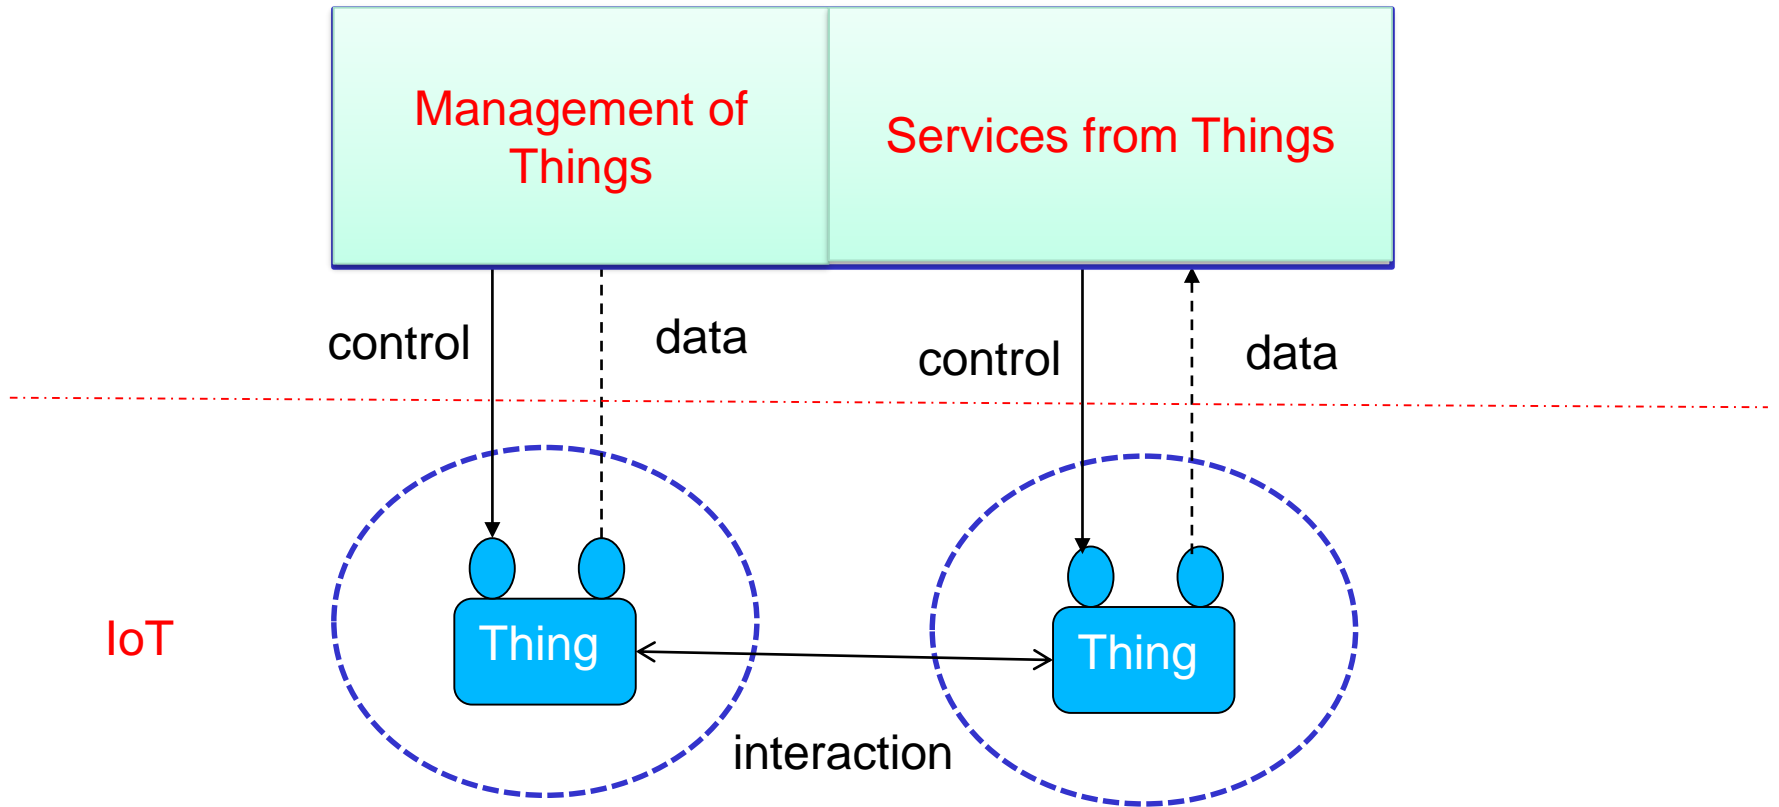 Management of
Things
Services from Things
control
data
control
data
IoT
Thing
Thing
interaction